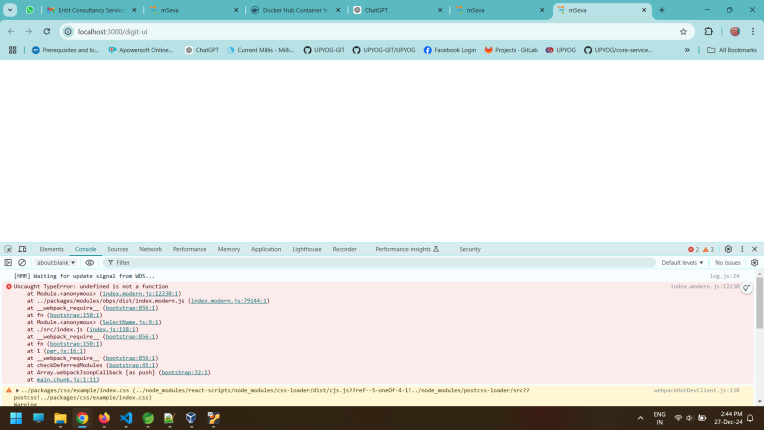 Entit Consultancy Service
mSeva
Docker Hub Container Im
ChatGPT
mSeva
mSeva
localhost:3000/digit-ui
Prerequisites and Io...
Apowersoft Online...
ChatGPT
Current Millis – Milli...
UPYOG-GIT
UPYOG-GIT/UPYOG
Facebook Login
Projects · GitLab
UPYOG
UPYOG/core-service...
»
All Bookmarks
Elements
Console
Sources
Network
Performance
Memory
Application
Lighthouse
Recorder
Performance insights
Security
2
3
about:blank
Filter
Default levels
No Issues
[HMR] Waiting for update signal from WDS...
log.js:24
Uncaught TypeError: undefined is not a function
index.modern.js:12230
at Module.<anonymous> (index.modern.js:12230:1)
at ../packages/modules/obps/dist/index.modern.js (index.modern.js:79144:1)
at __webpack_require__ (bootstrap:856:1)
at fn (bootstrap:150:1)
at Module.<anonymous> (SelectName.js:9:1)
at ./src/index.js (index.js:118:1)
at __webpack_require__ (bootstrap:856:1)
at fn (bootstrap:150:1)
at 1 (par.js:16:1)
at __webpack_require__ (bootstrap:856:1)
at checkDeferredModules (bootstrap:45:1)
at Array.webpackJsonpCallback [as push] (bootstrap:32:1)
at main.chunk.js:1:113
../packages/css/example/index.css (../node_modules/react-scripts/node_modules/css-loader/dist/cjs.js??ref--5-oneOf-4-1!../node_modules/postcss-loader/src??
webpackHotDevClient.js:138
postcss!../packages/css/example/index.css)
Warning
ENG
IN
2:44 PM
27-Dec-24